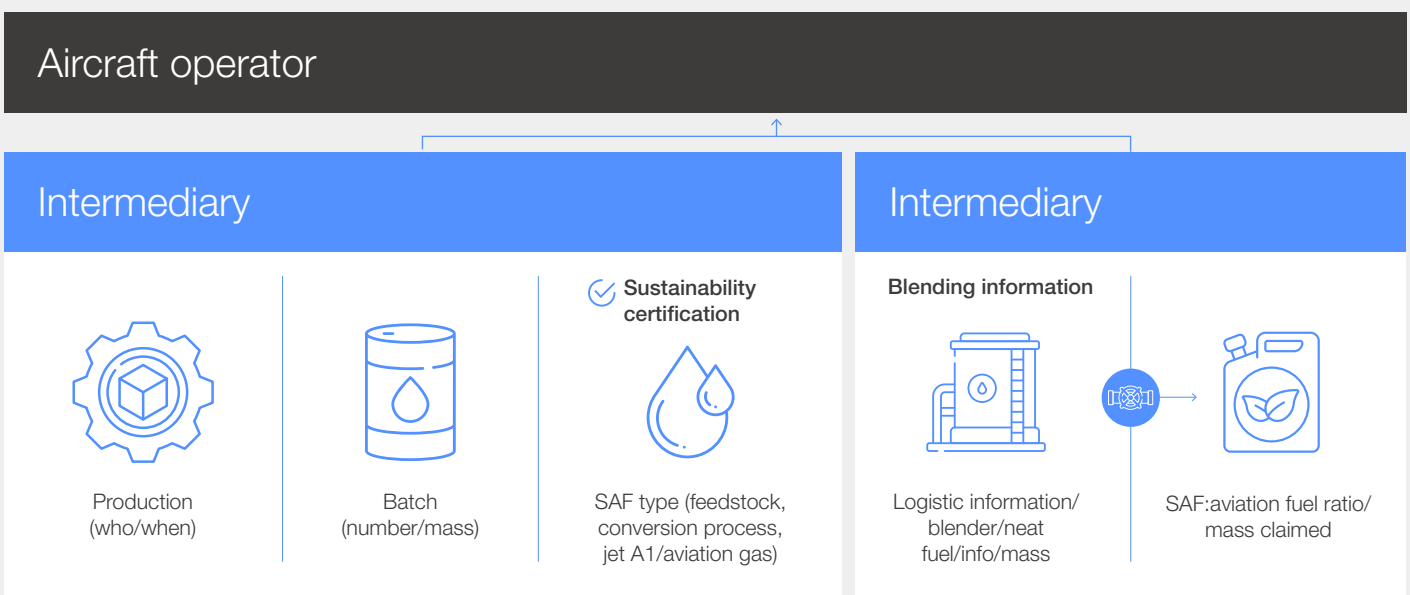 Aircraft operator
Intermediary
Production
(who/when)
Batch
(number/mass)
Sustainability
certification
SAF type (feedstock,
conversion process,
jet A1/aviation gas)
Intermediary
Blending information
Logistic information/
blender/neat
fuel/info/mass
SAF:aviation fuel ratio/
mass claimed